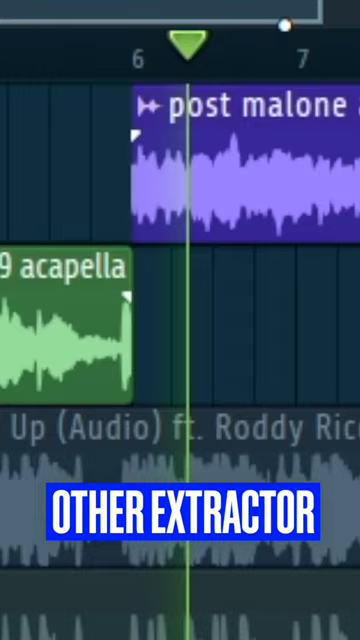 6
7
post malone
9 acapella
Up (Audio) ft. Roddy Ric
OTHER EXTRACTOR